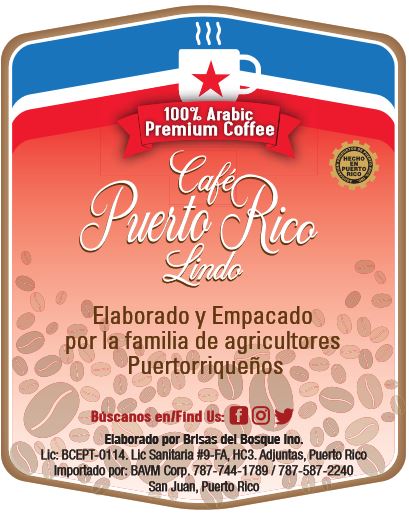 100% Arabic
Premium Coffee
HECHO
EN
PUERTO
RICO
Café
Puerto Rico
Lindo
Elaborado y Empacado
por la familia de agricultores
Puertorriqueños
Búscanos en/Find Us:
Elaborado por Brisas del Bosque Ino.
Lic: BCEPT-0114. Lic Sanitaria #9-FA, HC3. Adjuntas, Puerto Rico
Importado por: BAVM Corp. 787-744-1789 / 787-587-2240
San Juan, Puerto Rico